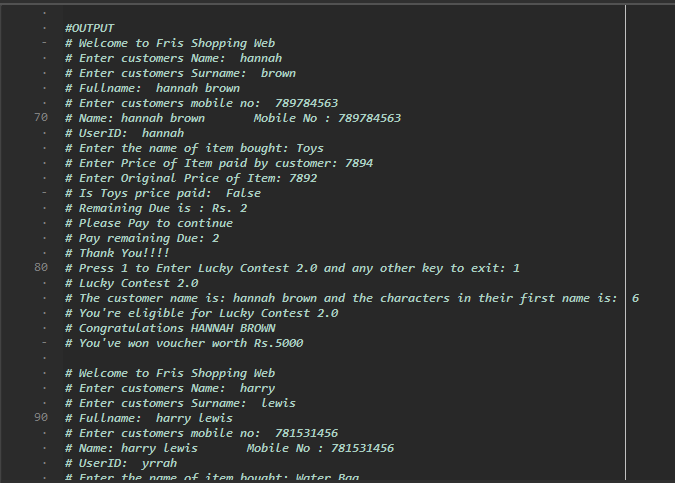 #OUTPUT
# Welcome to Fris Shopping Web
# Enter customers Name:  hannah
# Enter customers Surname:  brown
# Fullname:  hannah brown
# Enter customers mobile no:  789784563
70 # Name: hannah brown       Mobile No : 789784563
# UserID:  hannah
# Enter the name of item bought: Toys
# Enter Price of Item paid by customer: 7894
# Enter Original Price of Item: 7892
# Is Toys price paid:  False
# Remaining Due is : Rs. 2
# Please Pay to continue
# Pay remaining Due: 2
# Thank You!!!!
80 # Press 1 to Enter Lucky Contest 2.0 and any other key to exit: 1
# Lucky Contest 2.0
# The customer name is: hannah brown and the characters in their first name is:  6
# You're eligible for Lucky Contest 2.0
# Congratulations HANNAH BROWN
# You've won voucher worth Rs.5000
# Welcome to Fris Shopping Web
# Enter customers Name:  harry
# Enter customers Surname:  lewis
90 # Fullname:  harry lewis
# Enter customers mobile no:  781531456
# Name: harry lewis       Mobile No : 781531456
# UserID:  yrrah
# Enter the name of item bought: Water Bag